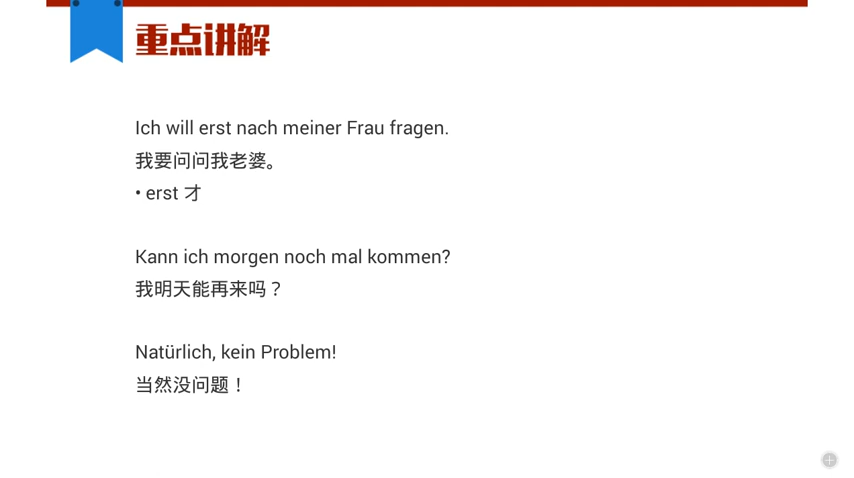 重点讲解
Ich will erst nach meiner Frau fragen.
我要问问我老婆。
• erst 才
Kann ich morgen noch mal kommen?
我明天能再来吗？
Natürlich, kein Problem!
当然没问题！